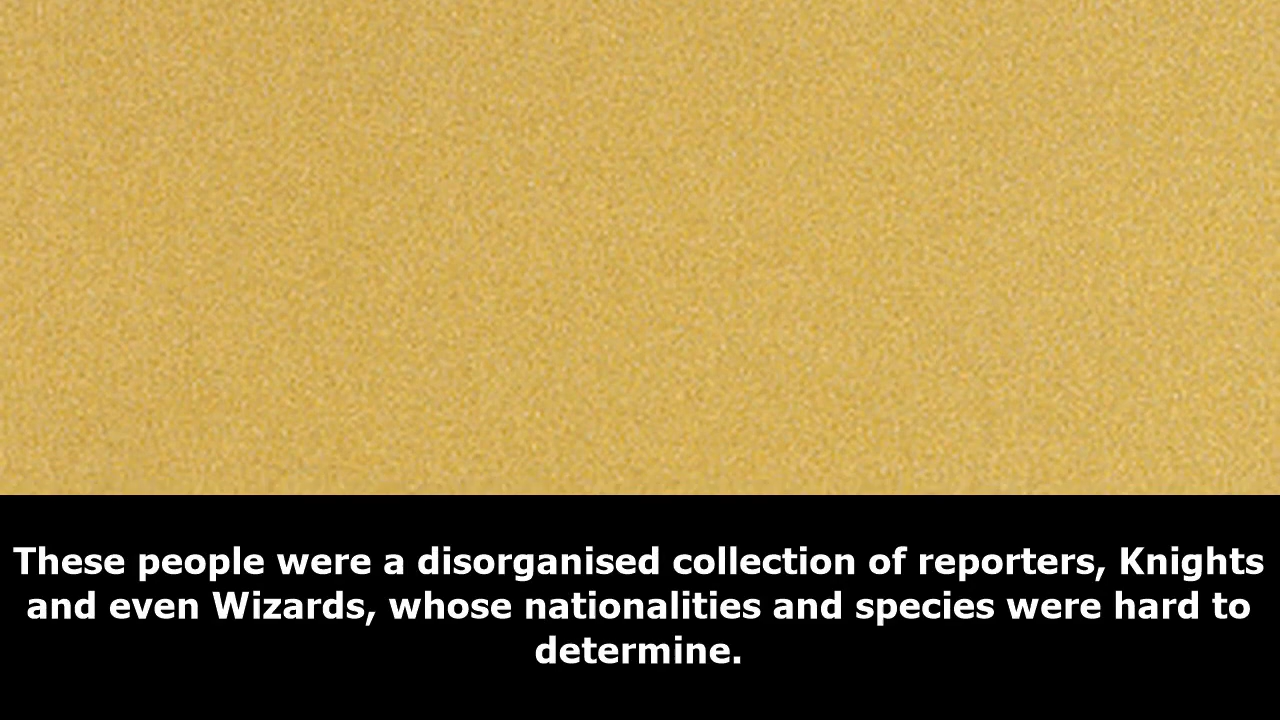 These people were a disorganised collection of reporters, Knights
and even Wizards, whose nationalities and species were hard to
determine.